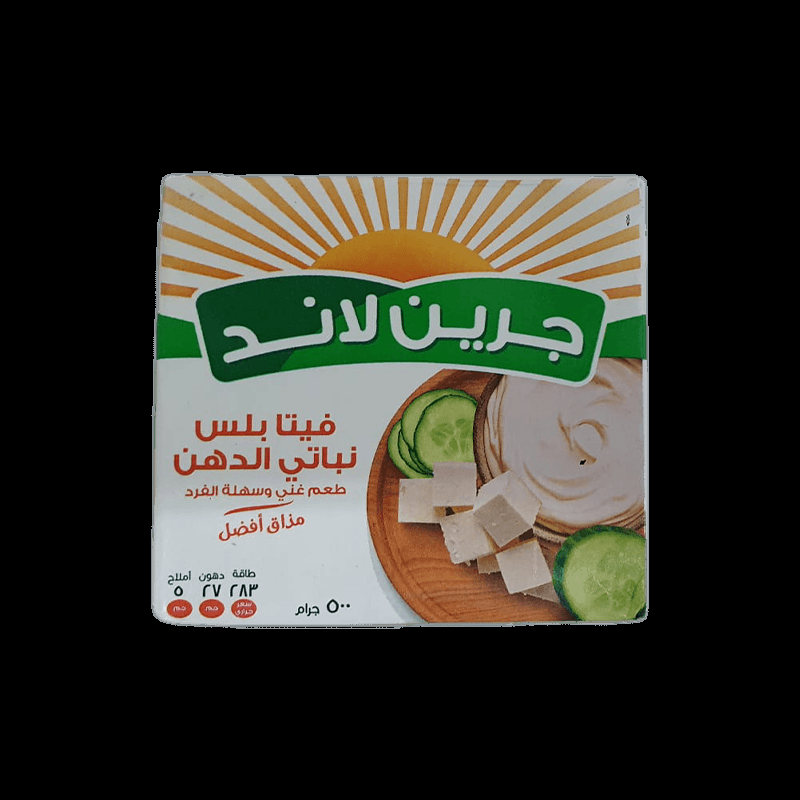 جرين لاند
فيتا بلس
نباتي الدهن
طعم غني وسهلة الفرد
مذاق أفضل
طاقة دهون أملاح
٢٨٣ ٢٧ ٥
سعر حراري جم جم
٥٠٠ جرام